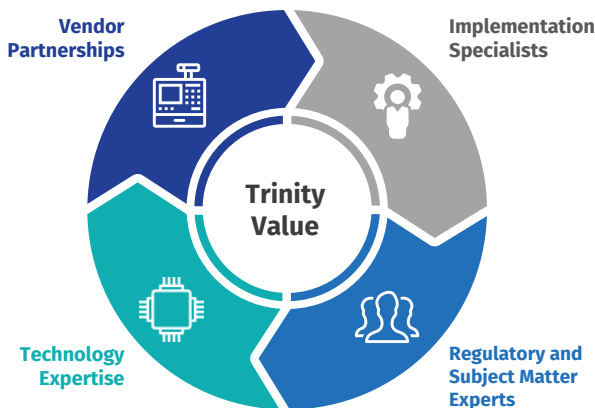 Vendor
Partnerships
Implementation
Specialists
Trinity
Value
Technology
Expertise
Regulatory and
Subject Matter
Experts